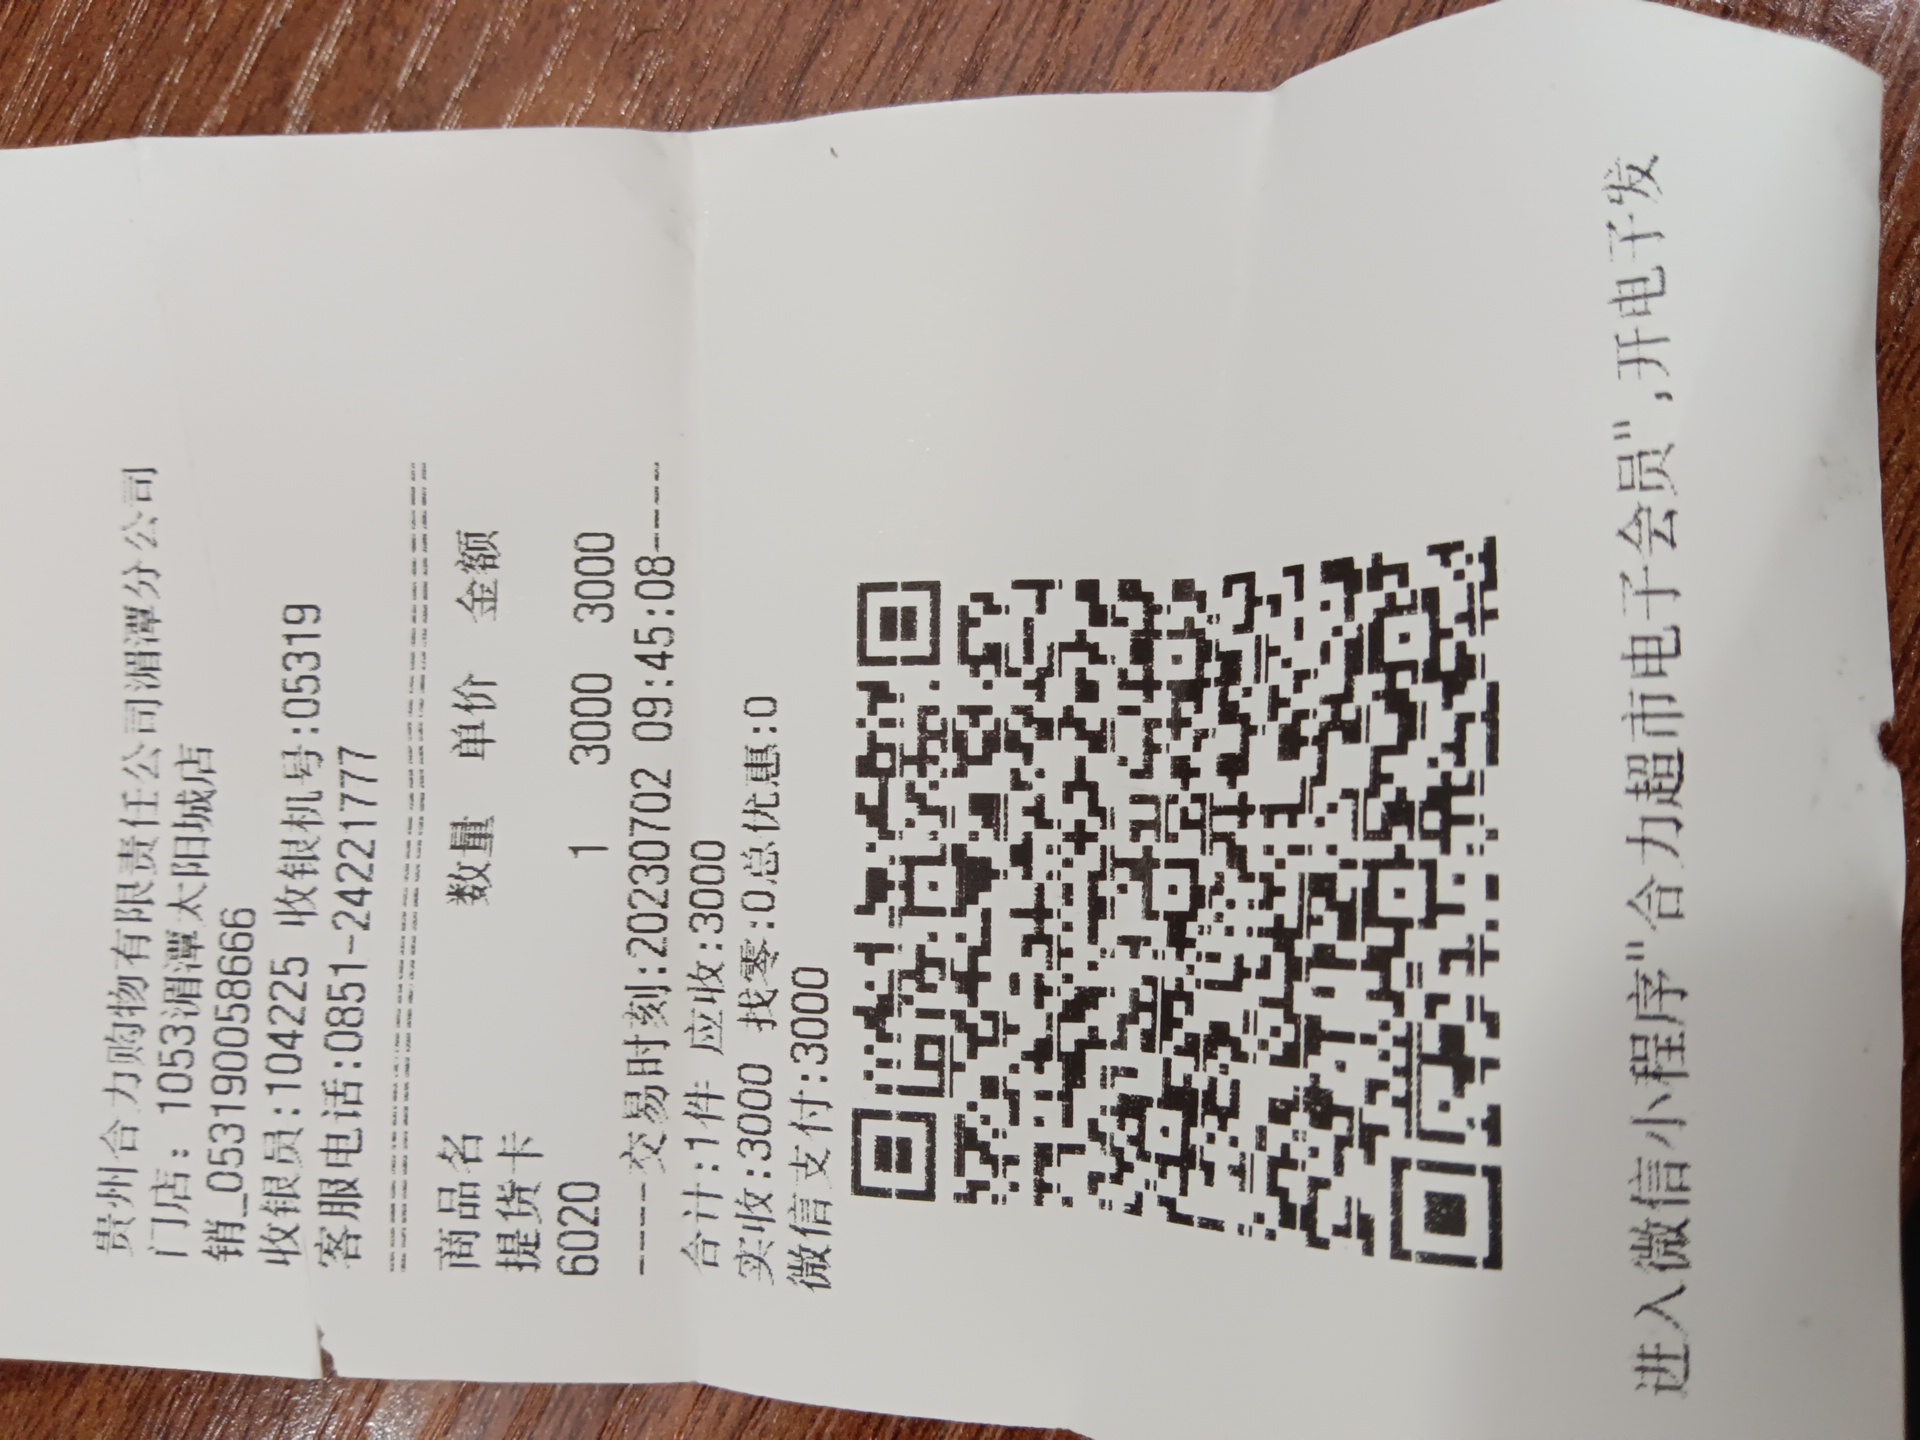 贵州合力购物有限责任公司湄潭分公司
门店: 1053湄潭太阳城店
销_0531900586666
收银员:104225 收银机号:05319
客服电话:0851-24221777
商品名 数量 单价 金额
提货卡
6020 1 3000 3000
-----交易时刻:20230702 09:45:08-----
合计:1件 应收:3000
实收:3000 找零:0总优惠:0
微信支付:3000
进入微信小程序"合力超市电子会员",开电子发